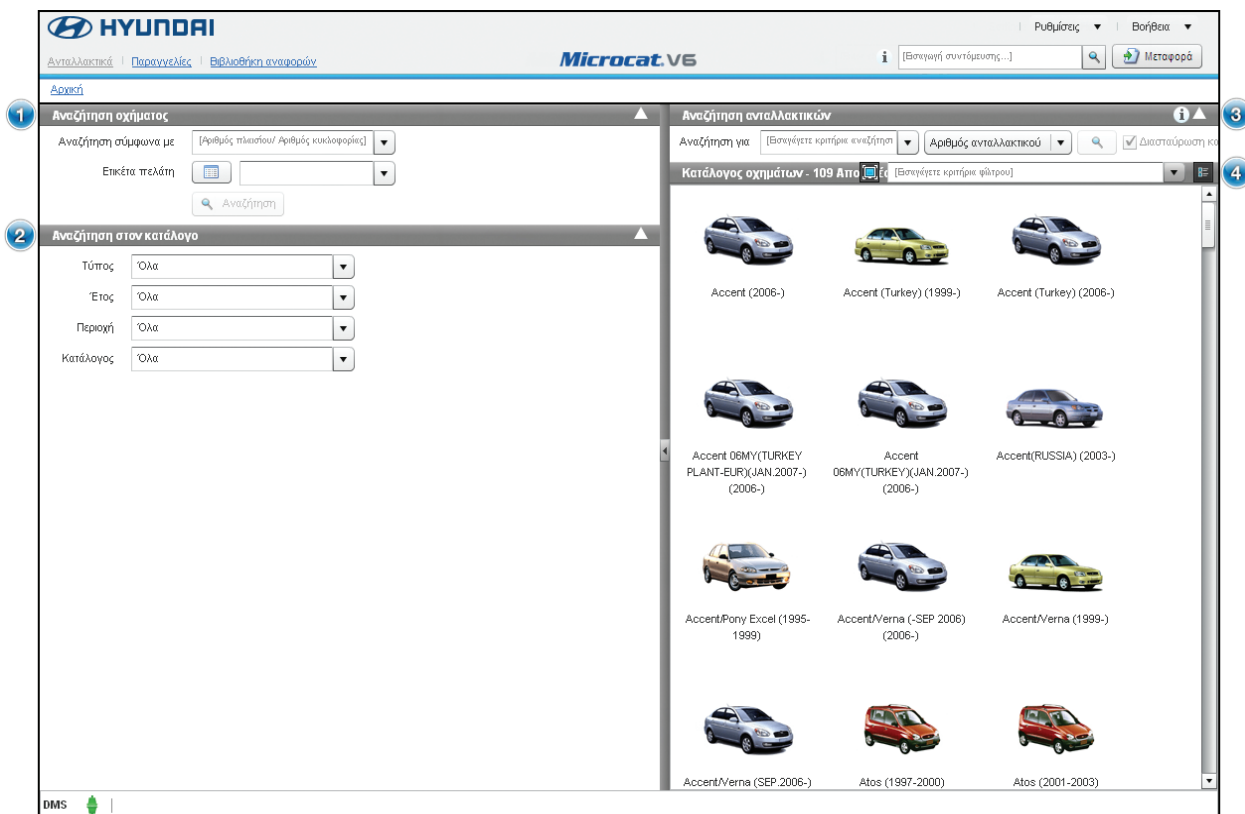 HYUNDAI
Ρυθμίσεις Βοήθεια
Ανταλλακτικά Παραγγελίες Βιβλιοθήκη αναφορών
Microcat. V6
[Εισαγωγή συντόμευσης...] Μεταφορά
Αρχική
1 Αναζήτηση οχήματος
Αναζήτηση σύμφωνα με [Αριθμός πλαισίου/ Αριθμός κυκλοφορίας]
Ετικέτα πελάτη
Αναζήτηση
2 Αναζήτηση στον κατάλογο
Τύπος Όλα
Έτος Όλα
Περιοχή Όλα
Κατάλογος Όλα
Αναζήτηση ανταλλακτικών 3
Αναζήτηση για [Εισαγάγετε κριτήρια αναζήτησ Αριθμός ανταλλακτικού Διασταύρωση κα
Κατάλογος οχημάτων - 109 Απο [Εισαγάγετε κριτήρια φίλτρου] 4
Accent (2006-) Accent (Turkey) (1999-) Accent (Turkey) (2006-)
Accent 06MY(TURKEY Accent Accent(RUSSIA) (2003-)
PLANT-EUR)(JAN.2007-) 06MY(TURKEY)(JAN.2007-)
(2006-) (2006-)
Accent/Pony Excel (1995- Accent/Verna (-SEP 2006) Accent/Verna (1999-)
1999) (2006-)
Accent/Verna (SEP.2006-) Atos (1997-2000) Atos (2001-2003)
DMS